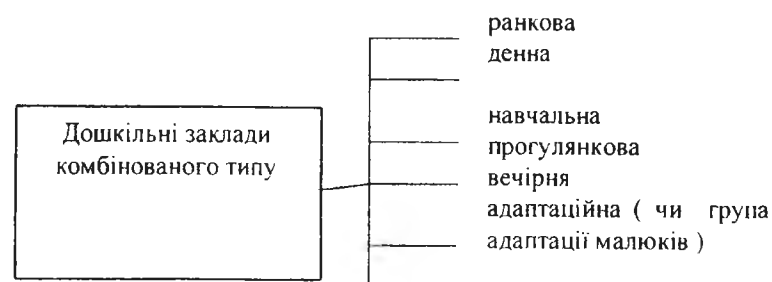 ранкова
денна
Дошкільні заклади
комбінованого типу
навчальна
прогулянкова
вечірня
адаптаційна ( чи група
адаптації малюків )